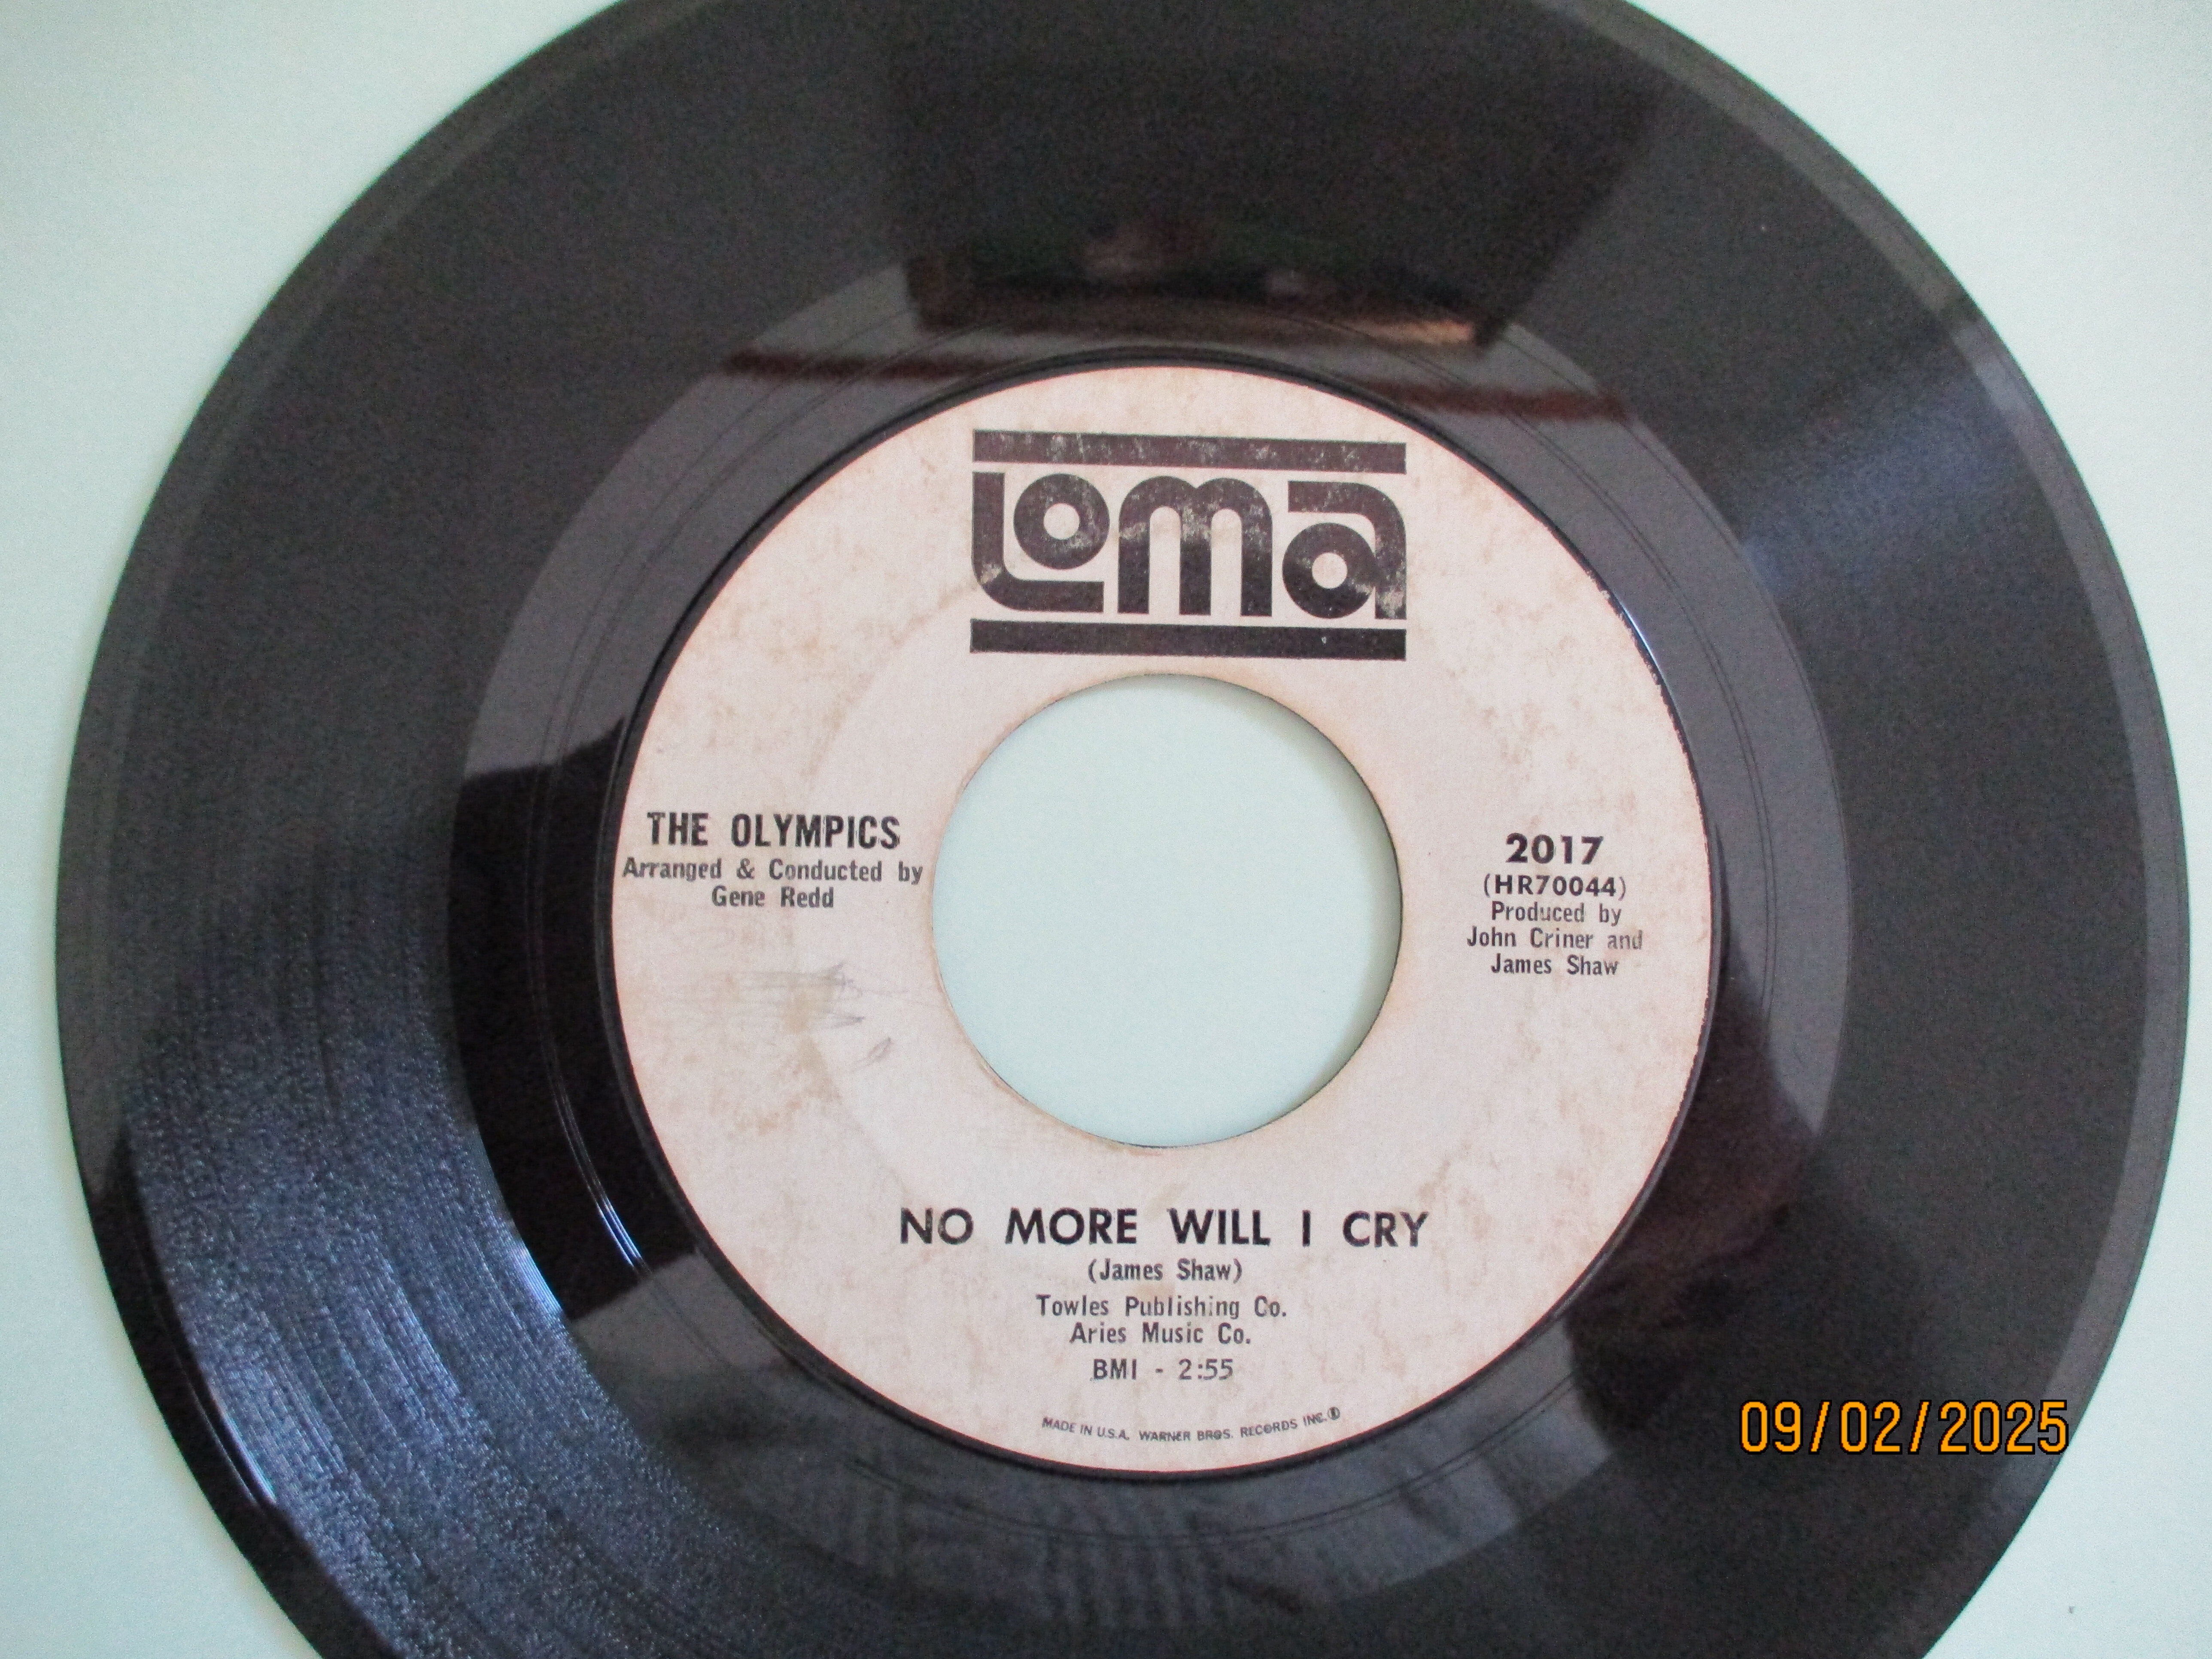 LOMA
THE OLYMPICS
Arranged & Conducted by
Gene Redd
2017
(HR70044)
Produced by
John Criner and
James Shaw
NO MORE WILL I CRY
(James Shaw)
Towles Publishing Co.
Aries Music Co.
BMI - 2:55
MADE IN U.S.A. WARNER BROS. RECORDS INC.
09/02/2025